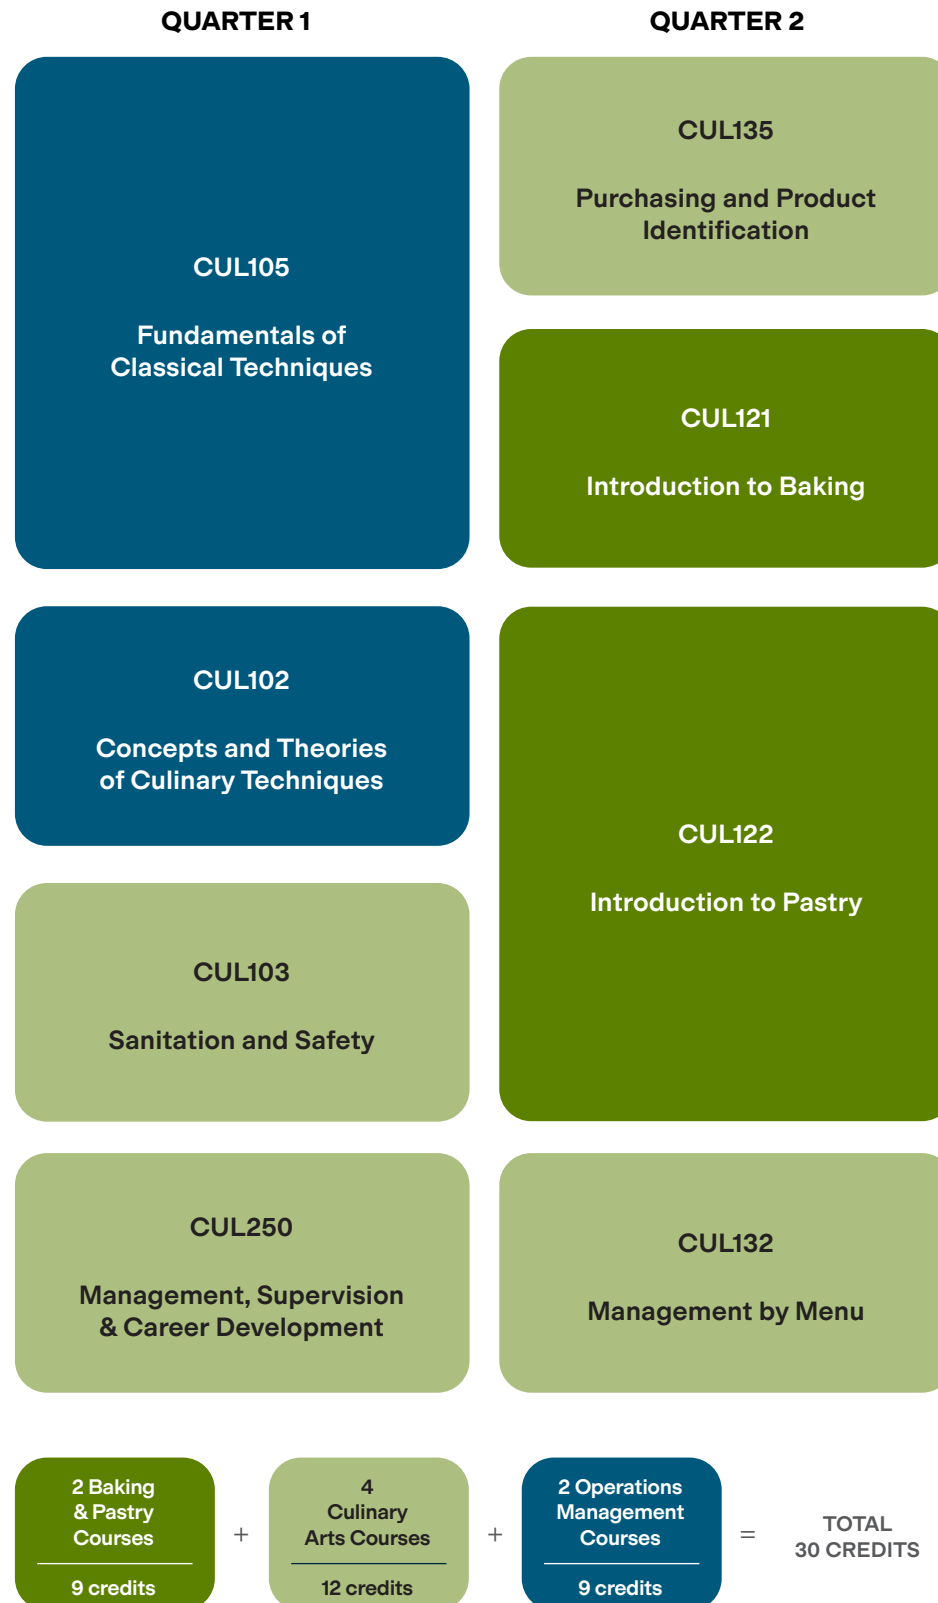 QUARTER 1
CUL105
Fundamentals of
Classical Techniques
CUL102
Concepts and Theories
of Culinary Techniques
CUL103
Sanitation and Safety
CUL250
Management, Supervision
& Career Development
QUARTER 2
CUL135
Purchasing and Product
Identification
CUL121
Introduction to Baking
CUL122
Introduction to Pastry
CUL132
Management by Menu
2 Baking
& Pastry
Courses
9 credits
+
4
Culinary
Arts Courses
12 credits
+
2 Operations
Management
Courses
9 credits
=
TOTAL
30 CREDITS